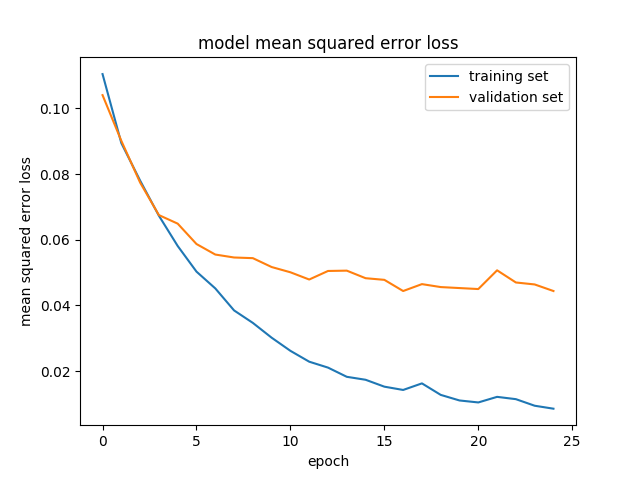 model mean squared error loss
training set
validation set
0.10
0.08
0.06
0.04
0.02
mean squared error loss
0 5 10 15 20 25
epoch